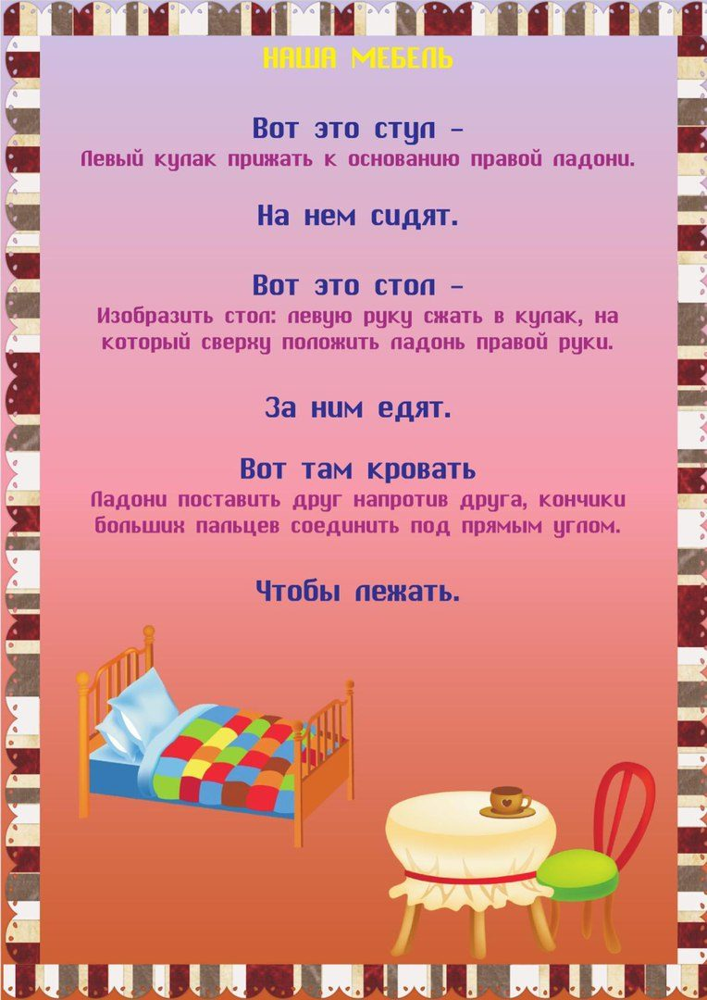 НАША МЕБЕЛЬ
Вот это стул –
Левый кулак прижать к основанию правой ладони.
На нем сидят.
Вот это стол –
Изобразить стол: левую руку сжать в кулак, на
который сверху положить ладонь правой руки.
За ним едят.
Вот там кровать
Ладони поставить друг напротив друга, кончики
больших пальцев соединить под прямым углом.
Чтобы лежать.